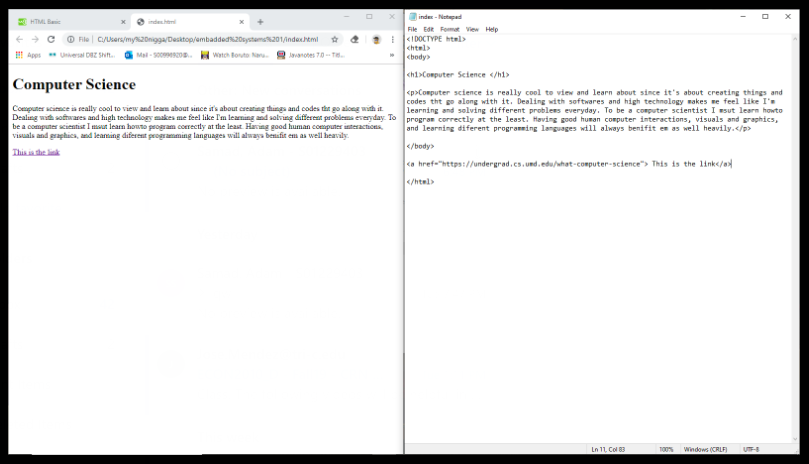 HTML Basic
index.html
File C:/Users/my%20nigga/Desktop/embadded%20systems%201/index.html
Apps Universal DBZ Shift... Mail - S00996920@... Watch Boruto: Naru... Javanotes 7.0 -- Titl... »
Computer Science
Computer science is really cool to view and learn about since it's about creating things and codes tht go along with it.
Dealing with softwares and high technology makes me feel like I'm learning and solving different problems everyday. To
be a computer scientist I msut learn howto program correctly at the least. Having good human computer interactions,
visuals and graphics, and learning diferent programming languages will always benifit em as well heavily.
This is the link
index - Notepad
File Edit Format View Help
<!DOCTYPE html>
<html>
<body>
<h1>Computer Science </h1>
<p>Computer science is really cool to view and learn about since it's about creating things and
codes tht go along with it. Dealing with softwares and high technology makes me feel like I'm
learning and solving different problems everyday. To be a computer scientist I msut learn howto
program correctly at the least. Having good human computer interactions, visuals and graphics,
and learning diferent programming languages will always benifit em as well heavily.</p>
</body>
<a href="https://undergrad.cs.umd.edu/what-computer-science"> This is the link</a>
</html>
Ln 11, Col 83 100% Windows (CRLF) UTF-8